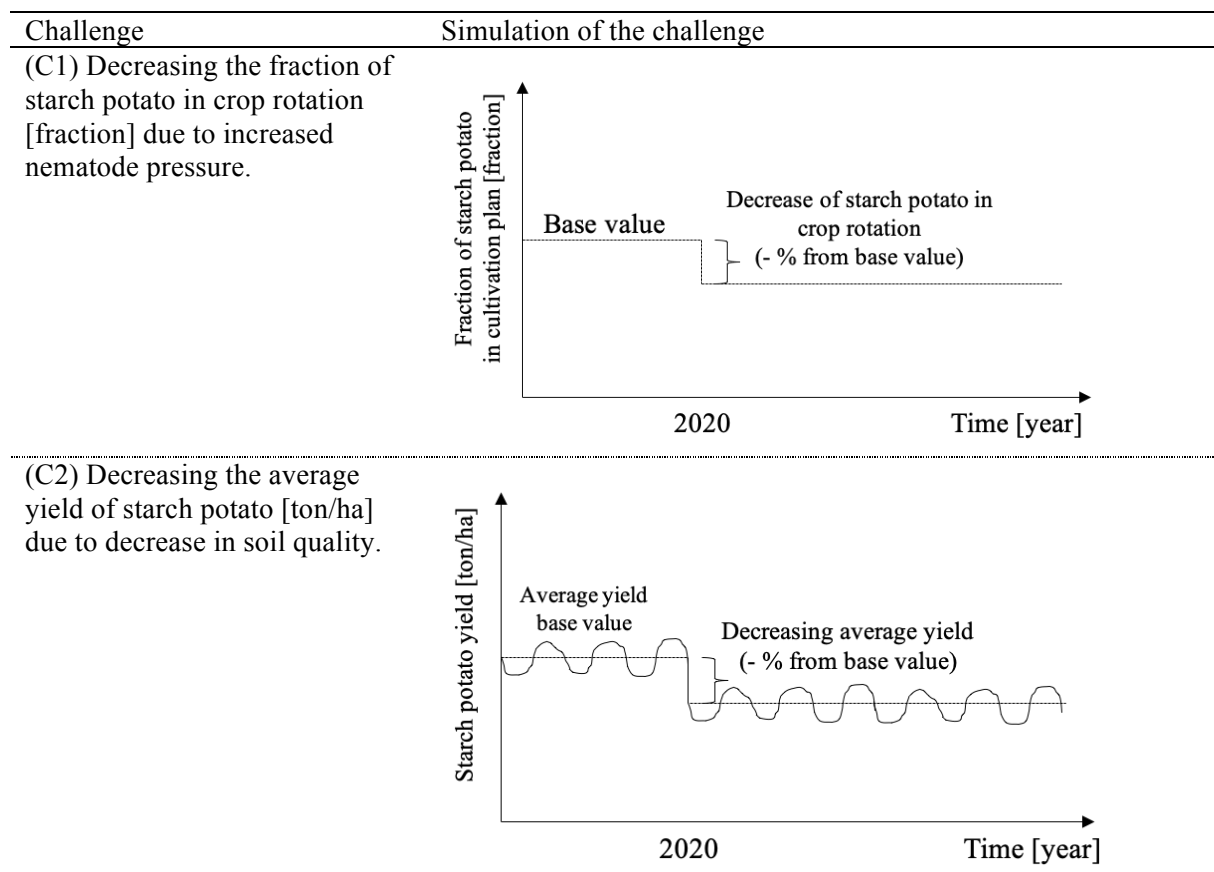 Challenge
Simulation of the challenge
(C1) Decreasing the fraction of
starch potato in crop rotation
[fraction] due to increased
nematode pressure.
Fraction of starch potato
in cultivation plan [fraction]
Base value
Decrease of starch potato in
crop rotation
(- % from base value)
2020
Time [year]
(C2) Decreasing the average
yield of starch potato [ton/ha]
due to decrease in soil quality.
Starch potato yield [ton/ha]
Average yield
base value
Decreasing average yield
(- % from base value)
2020
Time [year]